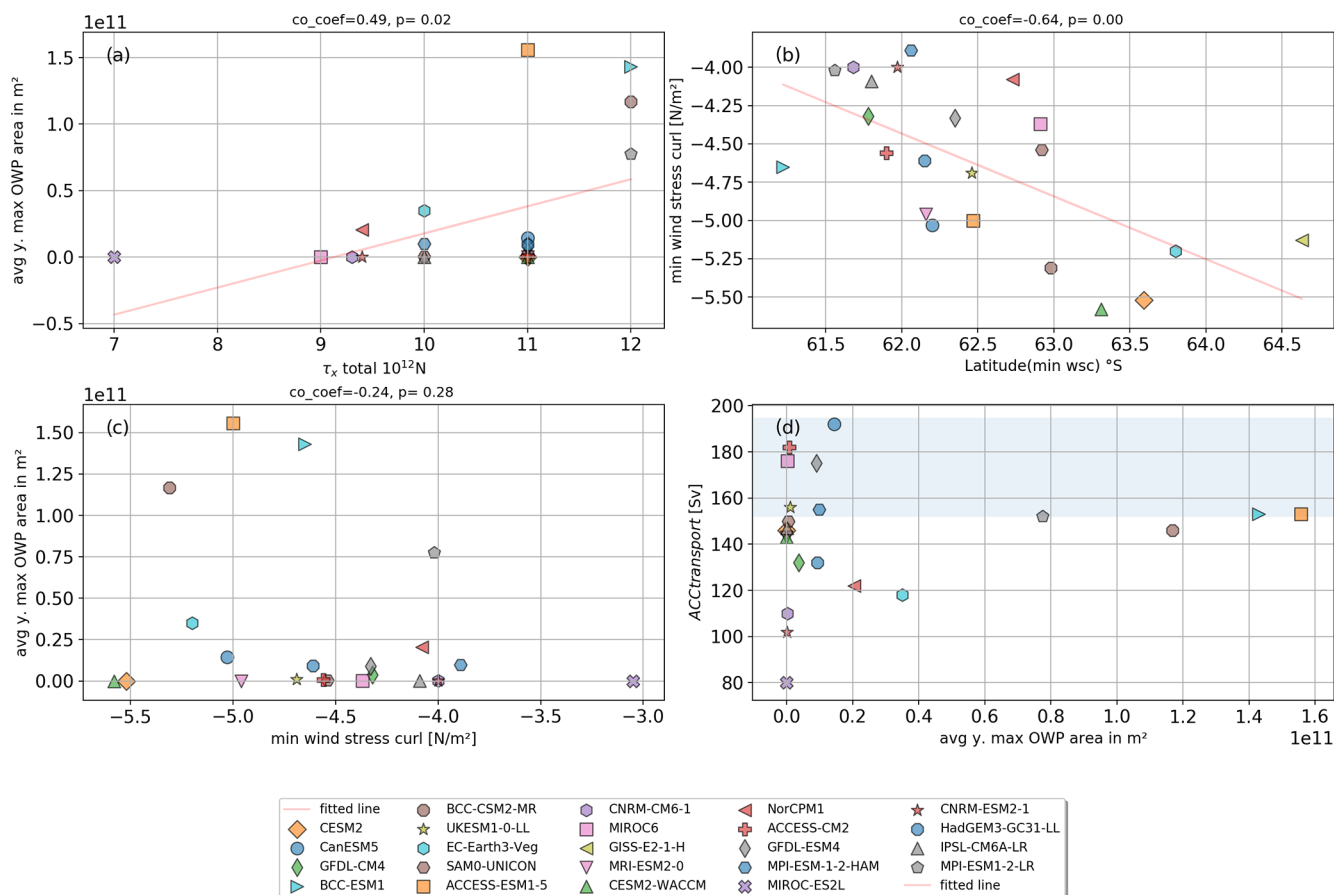 co_coef=0.49, p= 0.02
1e11
(a)
1.5
1.0
0.5
0.0
−0.5
avg y. max OWP area in m²
7 8 9 10 11 12
τx total 10¹²N
co_coef=-0.64, p= 0.00
(b)
−4.00
−4.25
−4.50
−4.75
−5.00
−5.25
−5.50
min wind stress curl [N/m²]
61.5 62.0 62.5 63.0 63.5 64.0 64.5
Latitude(min wsc) °S
co_coef=-0.24, p= 0.28
1e11
(c)
1.50
1.25
1.00
0.75
0.50
0.25
0.00
avg y. max OWP area in m²
−5.5 −5.0 −4.5 −4.0 −3.5 −3.0
min wind stress curl [N/m²]
(d)
200
180
160
140
120
100
80
ACCtransport [Sv]
0.0 0.2 0.4 0.6 0.8 1.0 1.2 1.4 1.6
avg y. max OWP area in m²
1e11
fitted line
CESM2
CanESM5
GFDL-CM4
BCC-ESM1
BCC-CSM2-MR
UKESM1-0-LL
EC-Earth3-Veg
SAM0-UNICON
ACCESS-ESM1-5
CNRM-CM6-1
MIROC6
GISS-E2-1-H
MRI-ESM2-0
CESM2-WACCM
NorCPM1
ACCESS-CM2
GFDL-ESM4
MPI-ESM-1-2-HAM
MIROC-ES2L
CNRM-ESM2-1
HadGEM3-GC31-LL
IPSL-CM6A-LR
MPI-ESM1-2-LR
fitted line